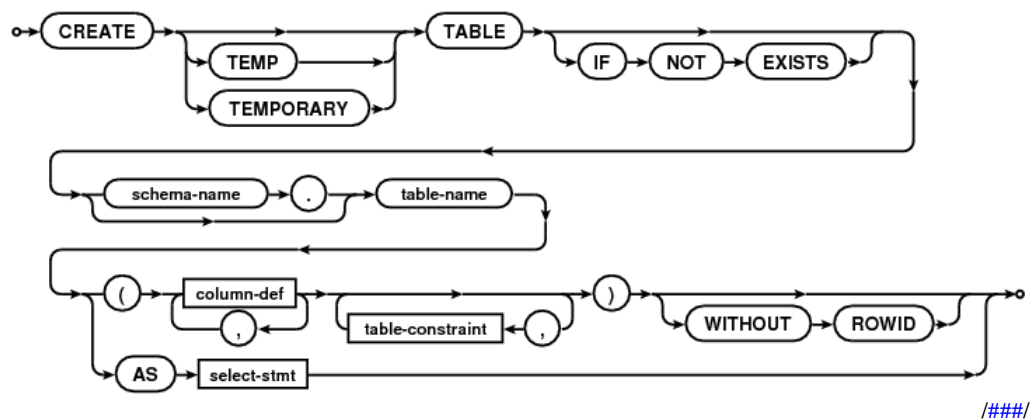 CREATE TABLE
TEMP IF NOT EXISTS
TEMPORARY
schema-name . table-name
( column-def )
, table-constraint , WITHOUT ROWID
AS select-stmt
/###/